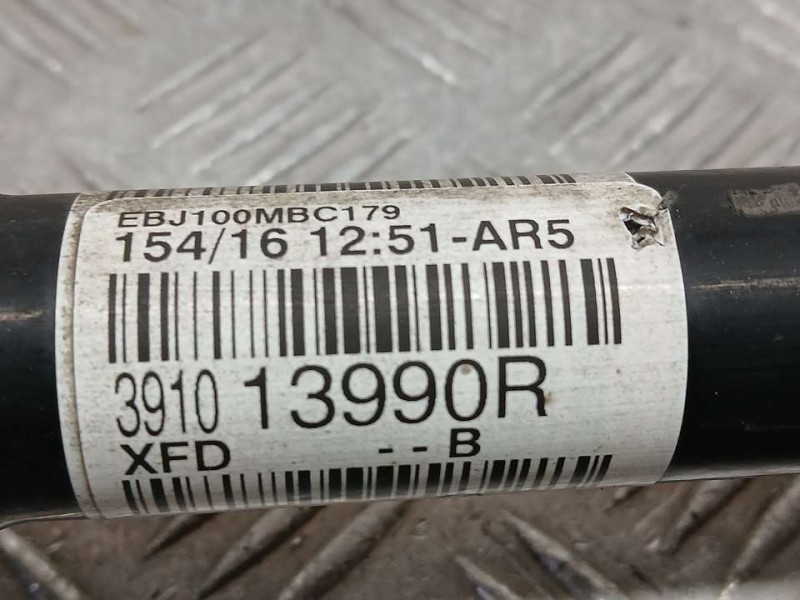 EBJ100MBC179
154/16 12:51-AR5
3910 13990R
XFD - - B